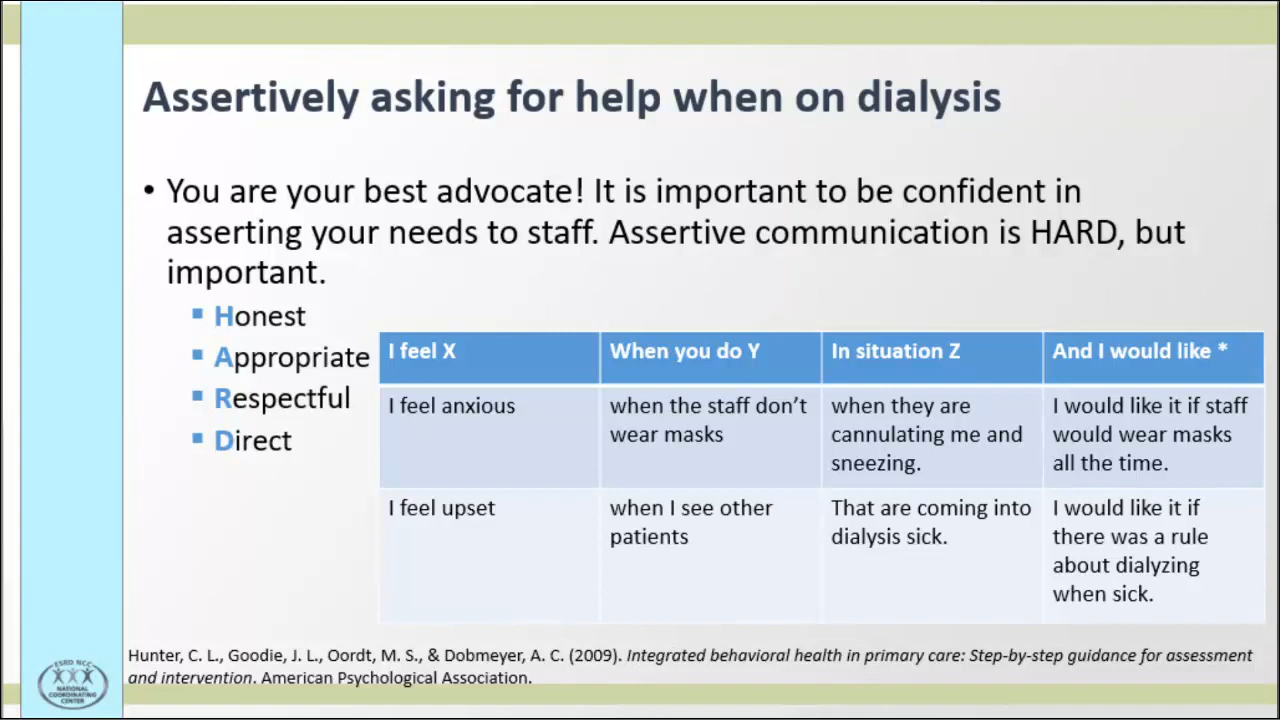 Assertively asking for help when on dialysis
• You are your best advocate! It is important to be confident in
asserting your needs to staff. Assertive communication is HARD, but
important.
▪ Honest
▪ Appropriate
▪ Respectful
▪ Direct
I feel X
When you do Y
In situation Z
And I would like *
I feel anxious
when the staff don’t
wear masks
when they are
cannulating me and
sneezing.
I would like it if staff
would wear masks
all the time.
I feel upset
when I see other
patients
That are coming into
dialysis sick.
I would like it if
there was a rule
about dialyzing
when sick.
Hunter, C. L., Goodie, J. L., Oordt, M. S., & Dobmeyer, A. C. (2009). Integrated behavioral health in primary care: Step-by-step guidance for assessment
and intervention. American Psychological Association.
ESRD NCC
NATIONAL
COORDINATING
CENTER